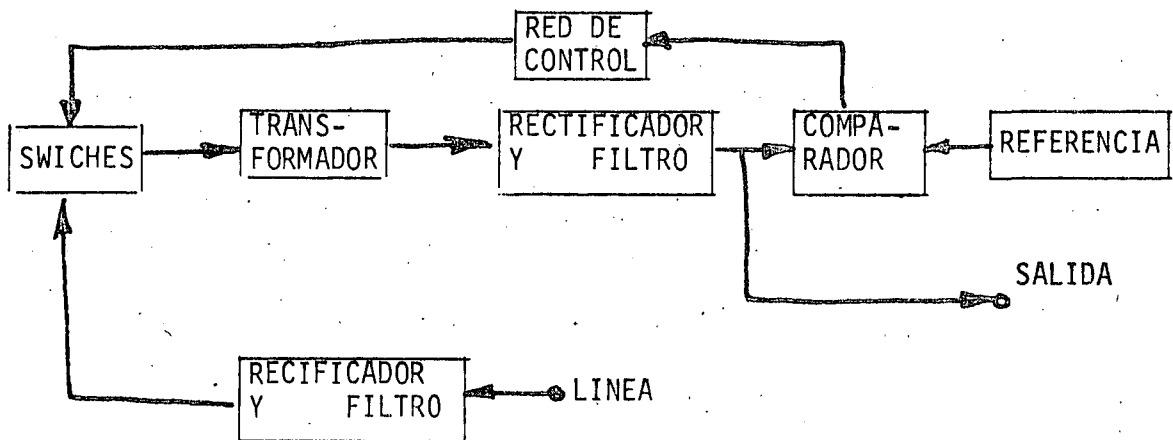 RED DE
CONTROL
SWICHES
TRANS-
FORMADOR
RECTIFICADOR
Y FILTRO
COMPA-
RADOR
REFERENCIA
SALIDA
RECIFICADOR
Y FILTRO
LINEA